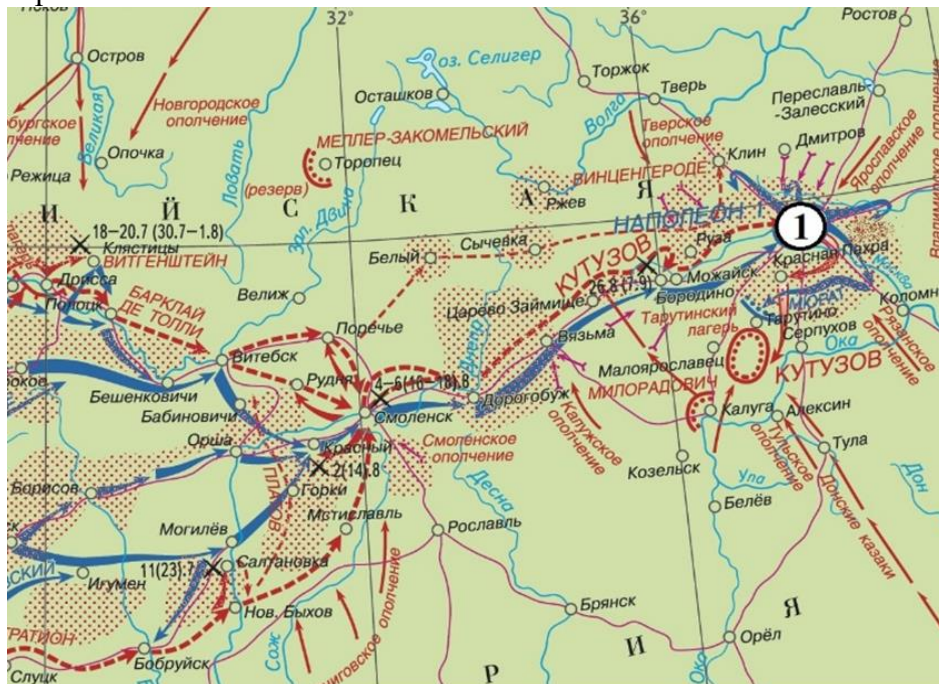 32°
36°
Остров
Великая
Новгородское
ополчение
Опочка
Режица
Ловать
оз. Селигер
Осташков
МЕЛЛЕР-ЗАКОМЕЛЬСКИЙ
Торопец
(резерв)
Зап. Двина
Торжок
Тверь
Волга
Тверское
ополчение
Ростов
Переславль
-Залесский
Дмитров
Клин
Ярославское
ополчение
Владимирское ополчение
ВИНЦЕНГЕРОДЕ
Ржев
И Й С К А Я
НАПОЛЕОН
1
18–20.7 (30.7–1.8)
Клястицы
ВИТГЕНШТЕЙН
Дрисса
Полоцк
БАРКЛАЙ
ДЕ ТОЛЛИ
Велиж
Белый
Сычевка
КУТУЗОВ
Руза
Царево Займище
26.8 (7.9)
Можайск
Бородино
Красная Пахра
Москва
МЮРАТ
Тарутинский
лагерь
Тарутино
Серпухов
Коломн
Рязанское
ополчение
Ока
Поречье
Днепр
Вязьма
Малоярославец
КУТУЗОВ
МИЛОРАДОВИЧ
Витебск
Рудня
4–6(16–18).8
Смоленск
Дорогобуж
Бешенковичи
Бабиновичи
Орша
Красный
2(14).8
Смоленское
ополчение
Калужское
ополчение
Калуга
Алексин
Тульское
ополчение
Тула
Козельск
Упа
Дон
Донские казаки
Белёв
Борисов
Горки
Десна
Могилёв
Мстиславль
Рославль
11(23).7
Салтановка
Игумен
Нов. Быхов
Брянск
Орёл
Ока
Сож
Бобруйск
Слуцк
Р И Я